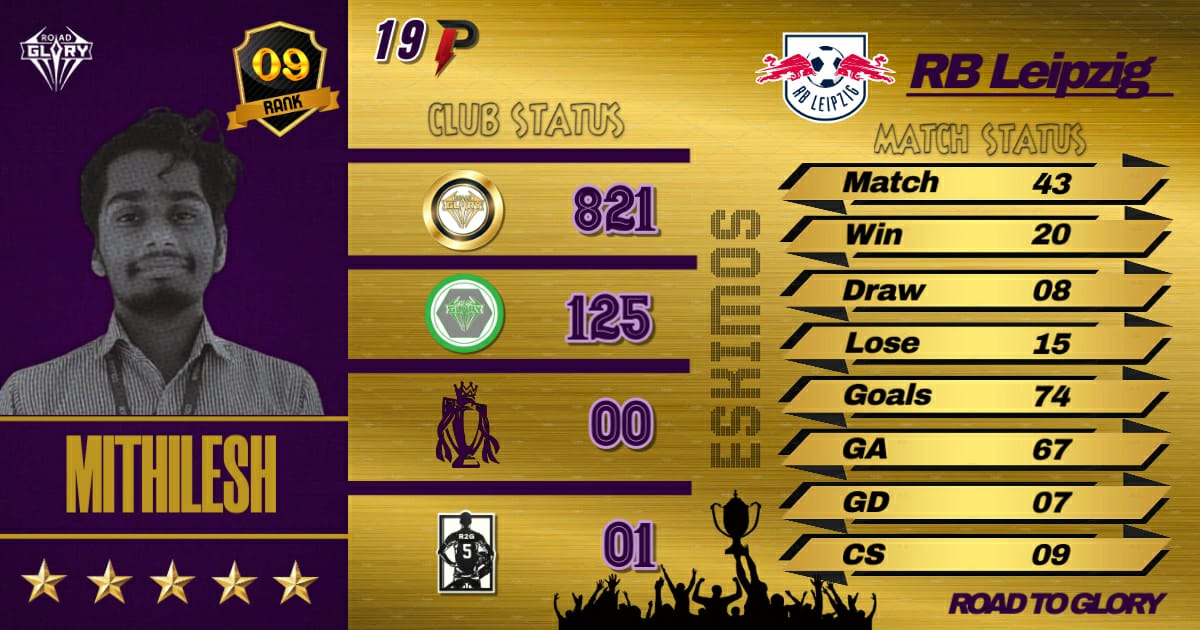 ROAD
GLORY
09
RANK
MITHILESH
19 P
CLUB STATUS
GLORY
821
GLORY
125
00
R2G
5
01
ESKIMOS
RB LEIPZIG
RB Leipzig
MATCH STATUS
Match 43
Win 20
Draw 08
Lose 15
Goals 74
GA 67
GD 07
CS 09
ROAD TO GLORY